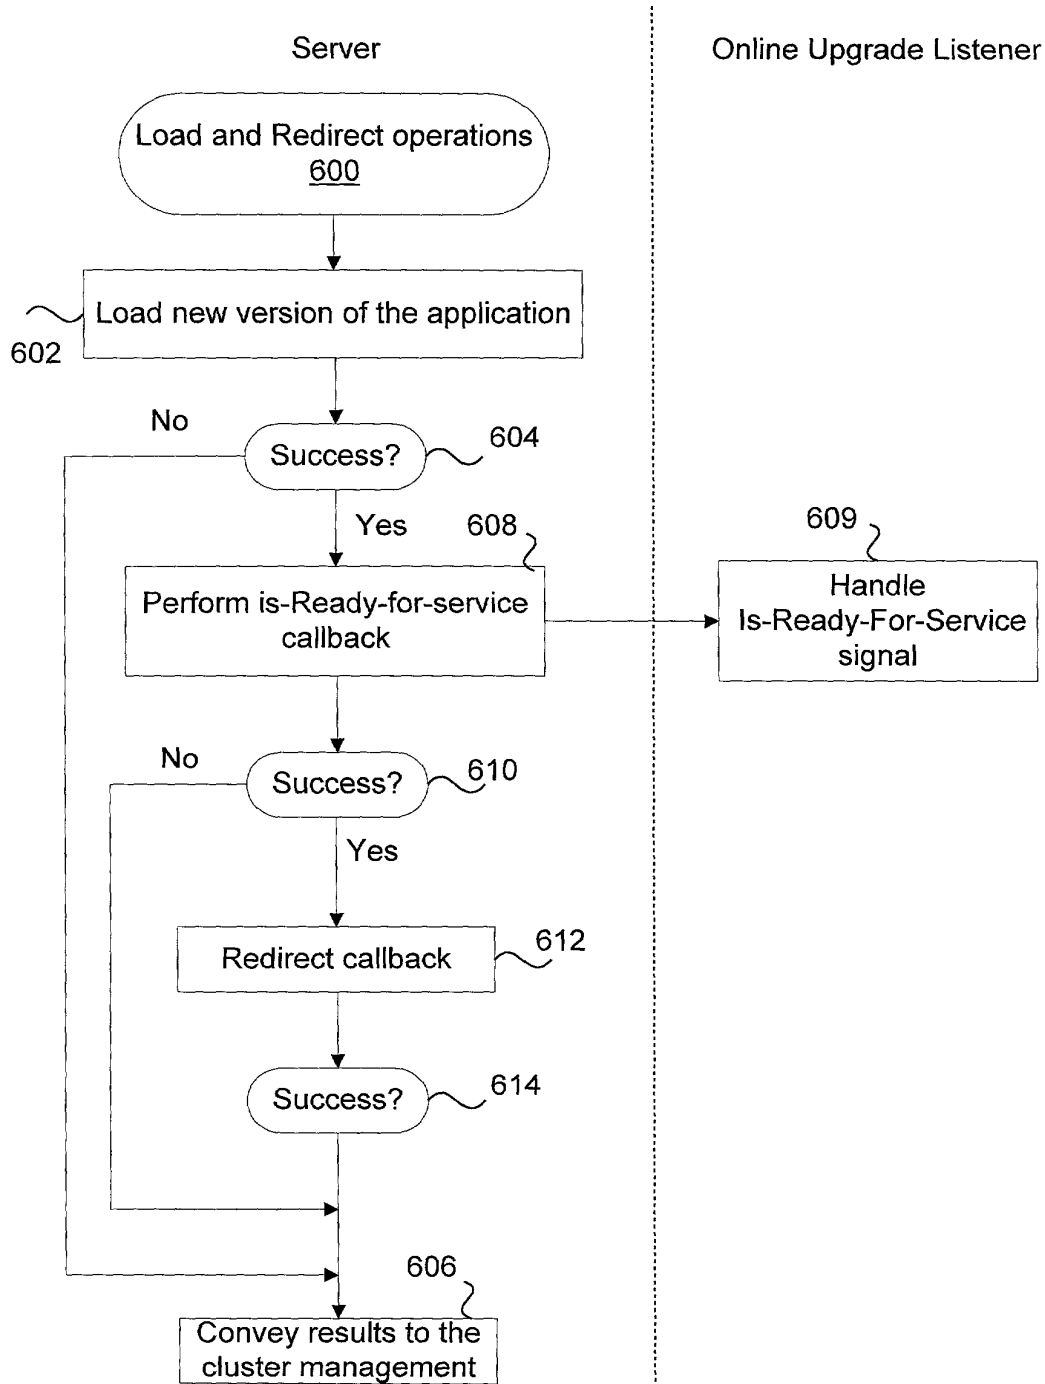 Server
Online Upgrade Listener
Load and Redirect operations
600
Load new version of the application
602
No
Success?
604
Yes
608
609
Perform is-Ready-for-service
callback
Handle
Is-Ready-For-Service
signal
No
Success?
610
Yes
Redirect callback
612
Success?
614
606
Convey results to the
cluster management